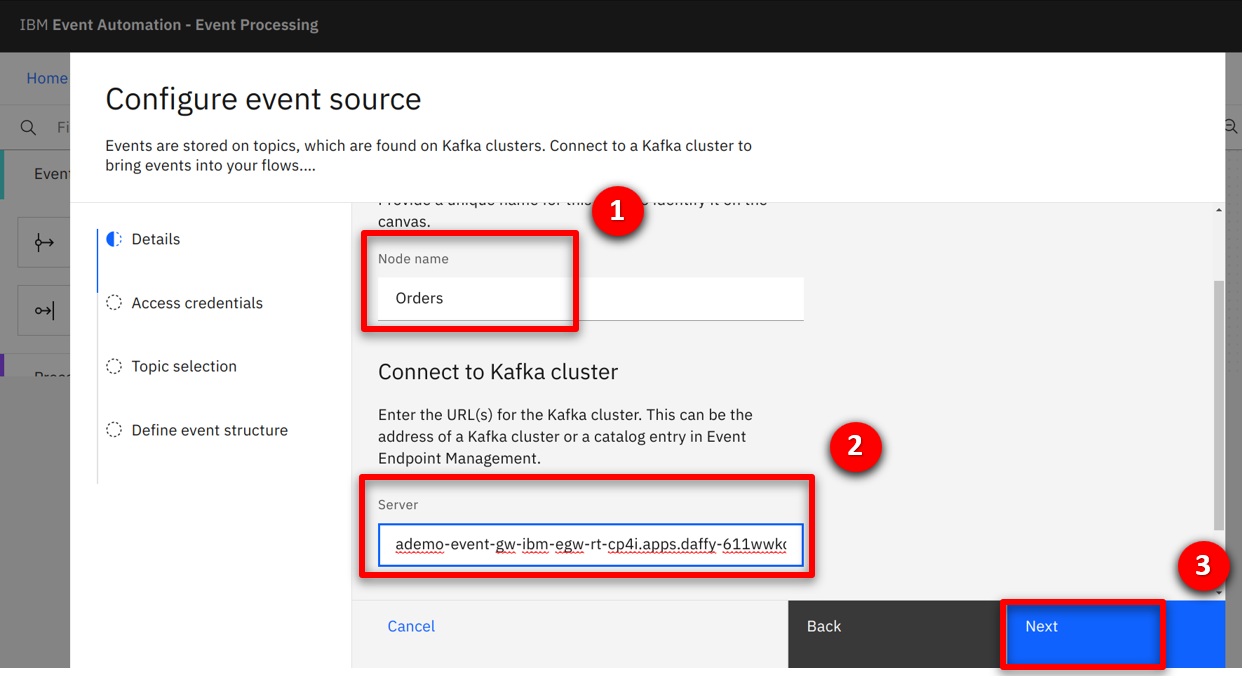 IBM Event Automation - Event Processing
Home
Configure event source
Fi
Events are stored on topics, which are found on Kafka clusters. Connect to a Kafka cluster to
bring events into your flows....
Event
Details
Access credentials
Topic selection
Define event structure
Provide a unique name for this identify it on the
canvas.
1
Node name
Orders
Connect to Kafka cluster
Enter the URL(s) for the Kafka cluster. This can be the
address of a Kafka cluster or a catalog entry in Event
Endpoint Management.
2
Server
ademo-event-gw-ibm-egw-rt-cp4i.apps.daffy-611wwk
3
Cancel
Back
Next